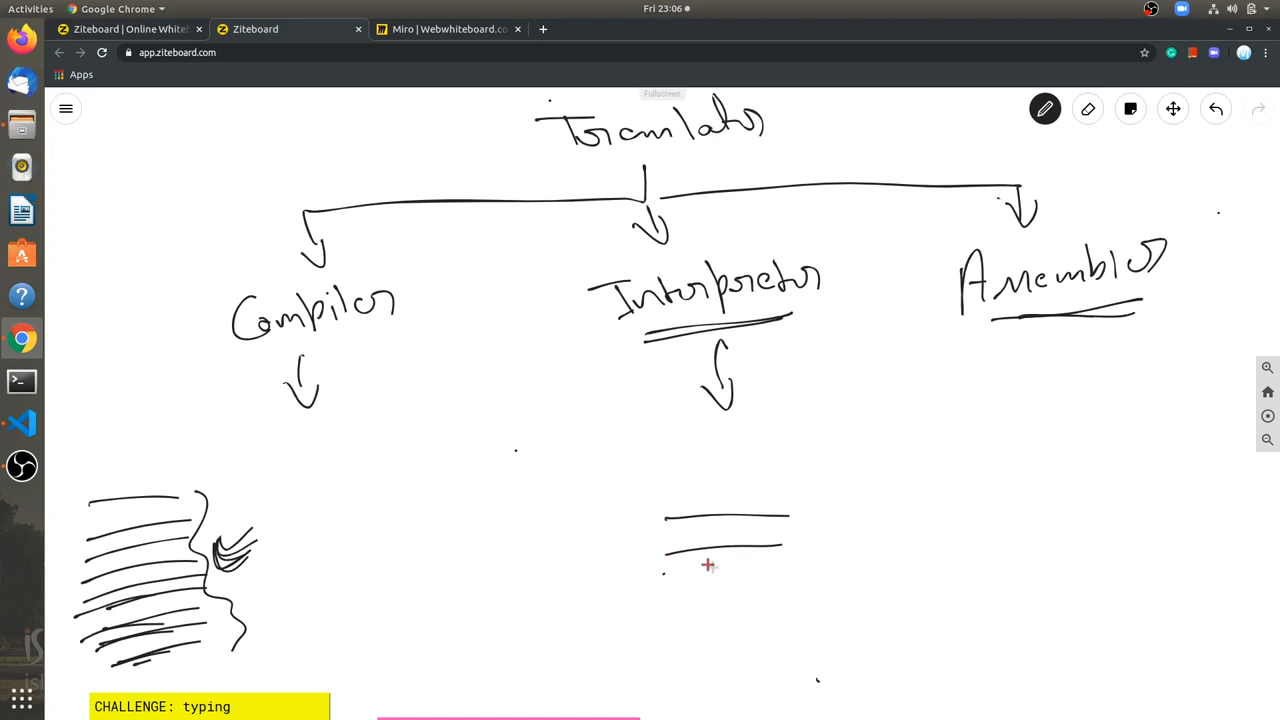 Activities
Google Chrome
Fri 23:06
Ziteboard | Online Whiteb
Ziteboard
Miro | Webwhiteboard.co
app.ziteboard.com
Apps
Fullscreen
Translator
Compiler
Interpretor
Assembler
CHALLENGE: typing